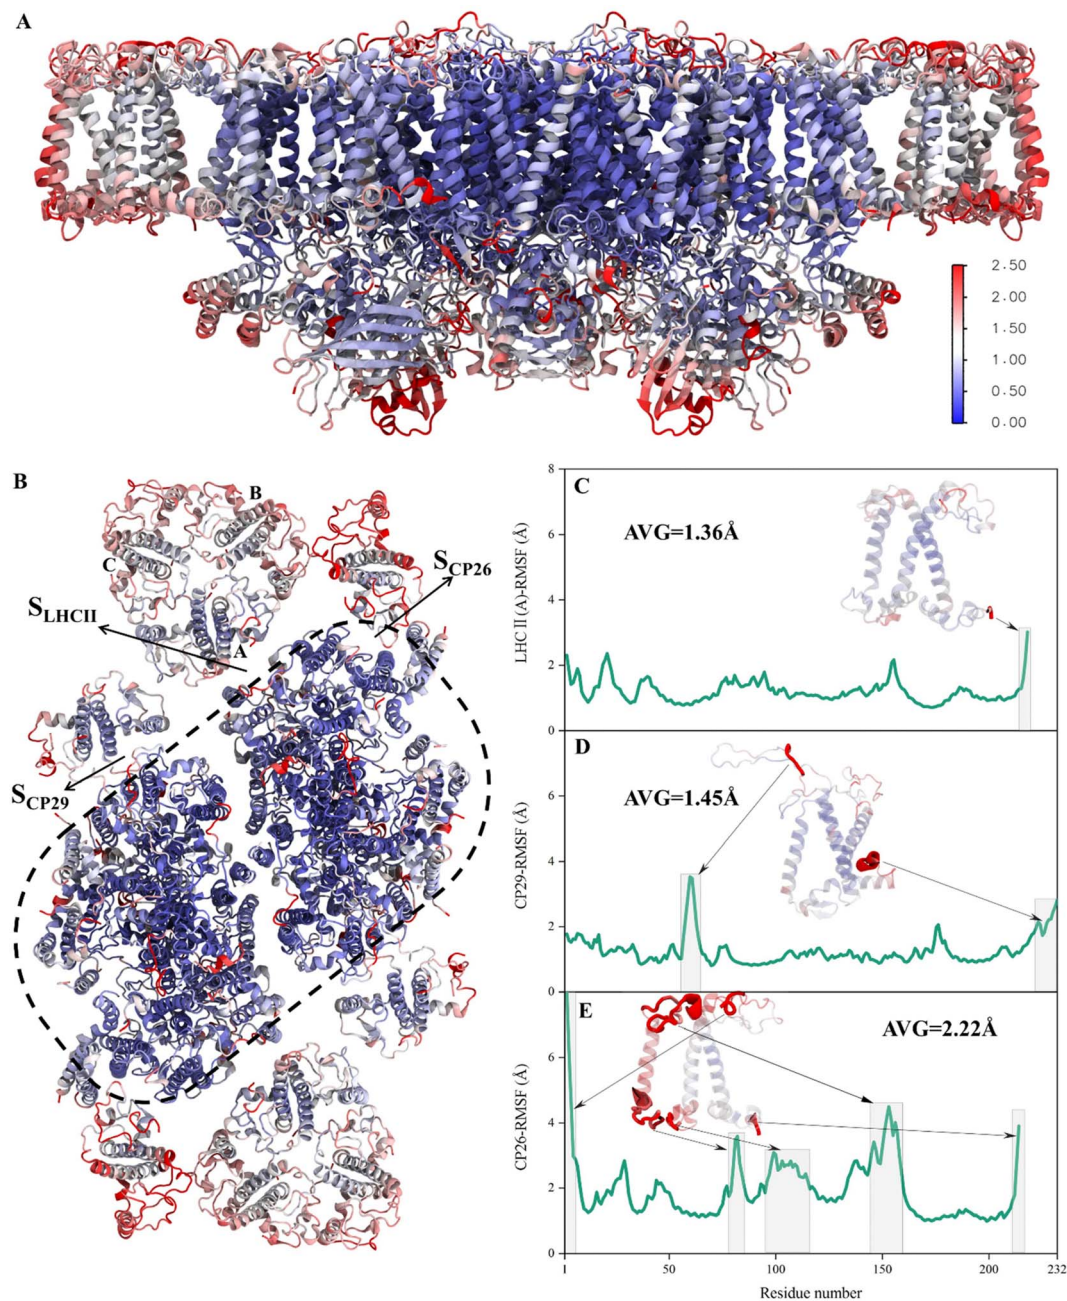 A
2.50
2.00
1.50
1.00
0.50
0.00
B
B
C
A
S_CP26
S_LHCII
S_CP29
C
AVG=1.36Å
LHC II (A)-RMSF (Å)
8
6
4
2
0
D
AVG=1.45Å
CP29-RMSF (Å)
6
4
2
0
E
AVG=2.22Å
CP26-RMSF (Å)
6
4
2
0
1
50
100
150
200
232
Residue number